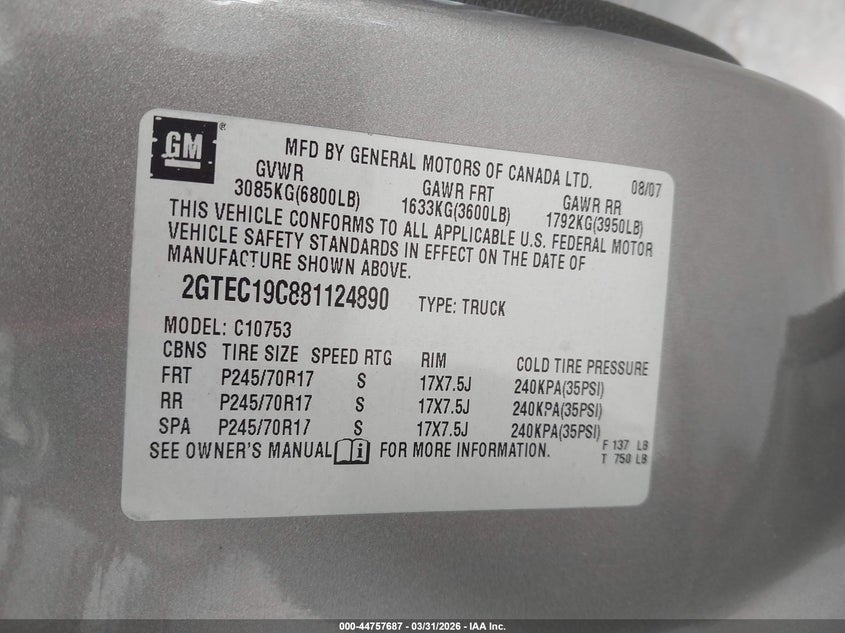 GM ®
MFD BY GENERAL MOTORS OF CANADA LTD. 08/07
GVWR GAWR FRT GAWR RR
3085KG(6800LB) 1633KG(3600LB) 1792KG(3950LB)
THIS VEHICLE CONFORMS TO ALL APPLICABLE U.S. FEDERAL MOTOR
VEHICLE SAFETY STANDARDS IN EFFECT ON THE DATE OF
MANUFACTURE SHOWN ABOVE.
2GTEC19C881124890 TYPE: TRUCK
MODEL: C10753
CBNS TIRE SIZE SPEED RTG RIM COLD TIRE PRESSURE
FRT P245/70R17 S 17X7.5J 240KPA(35PSI)
RR P245/70R17 S 17X7.5J 240KPA(35PSI)
SPA P245/70R17 S 17X7.5J 240KPA(35PSI)
SEE OWNER'S MANUAL i FOR MORE INFORMATION.
F 137 LB
T 750 LB
000-44757687 - 03/31/2026 - IAA Inc.